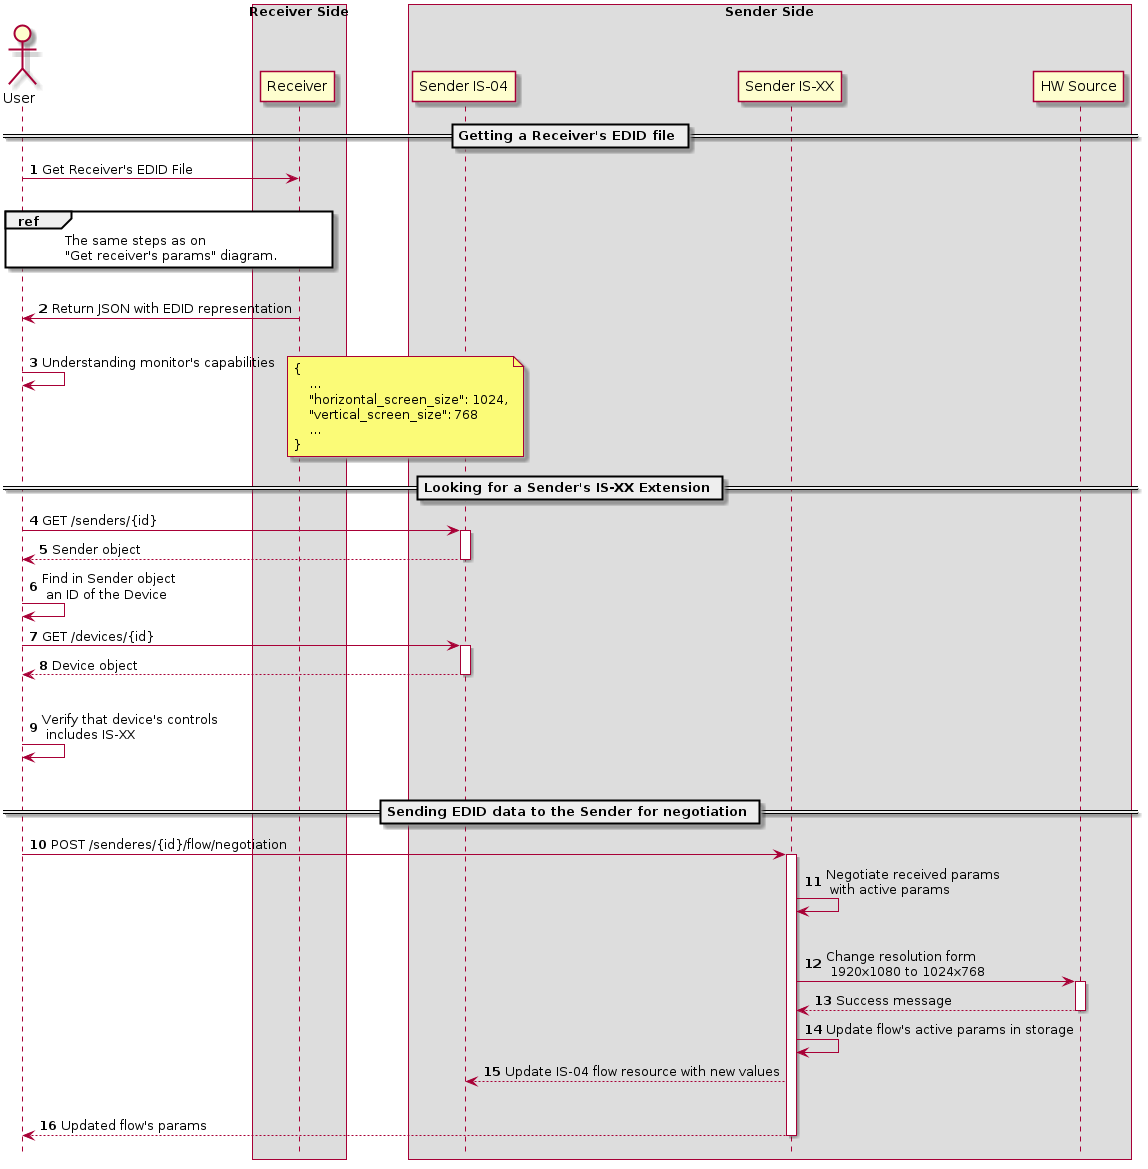 Receiver Side
Sender Side
User
Receiver
Sender IS-04
Sender IS-XX
HW Source
Getting a Receiver's EDID file
1 Get Receiver's EDID File
ref
The same steps as on
"Get receiver's params" diagram.
2 Return JSON with EDID representation
3 Understanding monitor's capabilities
{
...
"horizontal_screen_size": 1024,
"vertical_screen_size": 768
...
}
Looking for a Sender's IS-XX Extension
4 GET /senders/{id}
5 Sender object
6 Find in Sender object
an ID of the Device
7 GET /devices/{id}
8 Device object
9 Verify that device's controls
includes IS-XX
Sending EDID data to the Sender for negotiation
10 POST /senderes/{id}/flow/negotiation
11 Negotiate received params
with active params
12 Change resolution form
1920x1080 to 1024x768
13 Success message
14 Update flow's active params in storage
15 Update IS-04 flow resource with new values
16 Updated flow's params